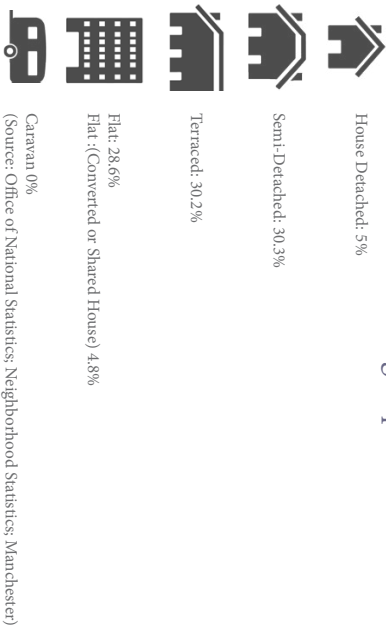 House Detached: 5%
Semi-Detached: 30.3%
Terraced: 30.2%
Flat: 28.6%
Flat :(Converted or Shared House) 4.8%
Caravan 0%
(Source: Office of National Statistics; Neighborhood Statistics; Manchester)